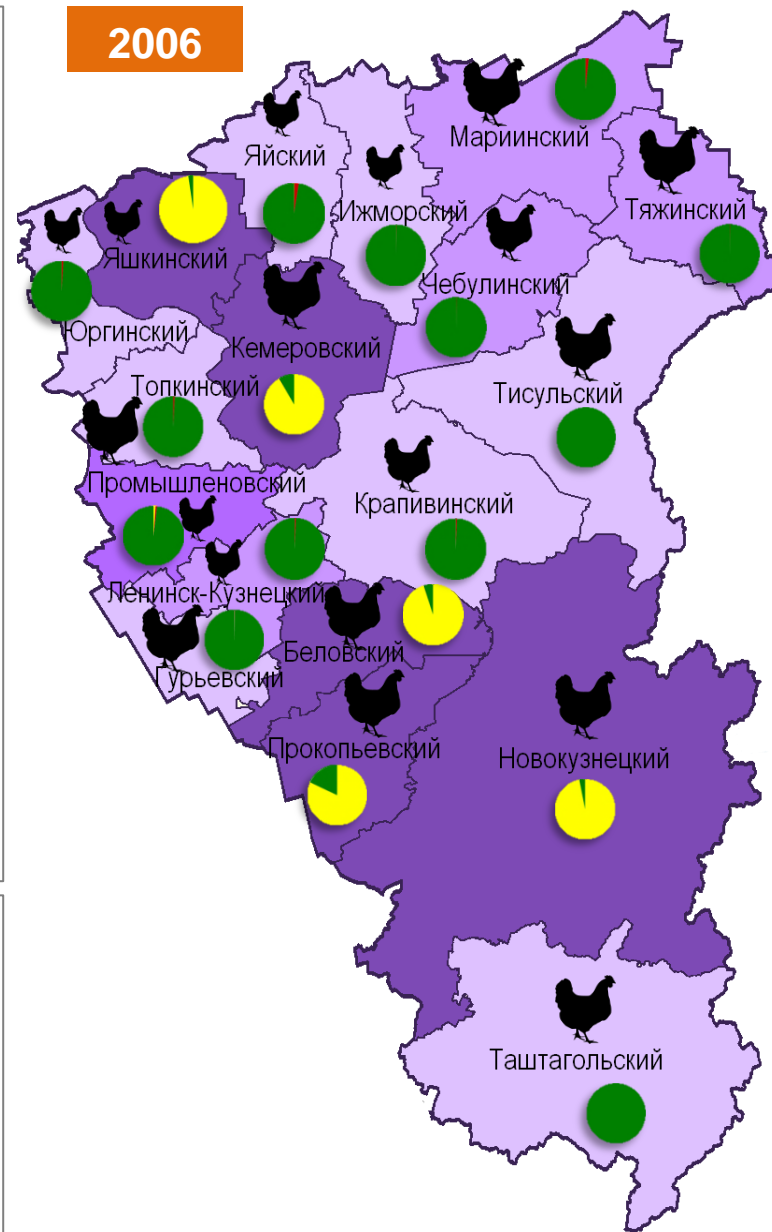 2006
Мариинский
Яйский
Ижморский
Тяжинский
Яшкинский
Чебулинский
Юргинский
Кемеровский
Топкинский
Тисульский
Промышленовский
Крапивинский
Ленинск-Кузнецкий
Беловский
Гурьевский
Прокопьевский
Новокузнецкий
Таштагольский